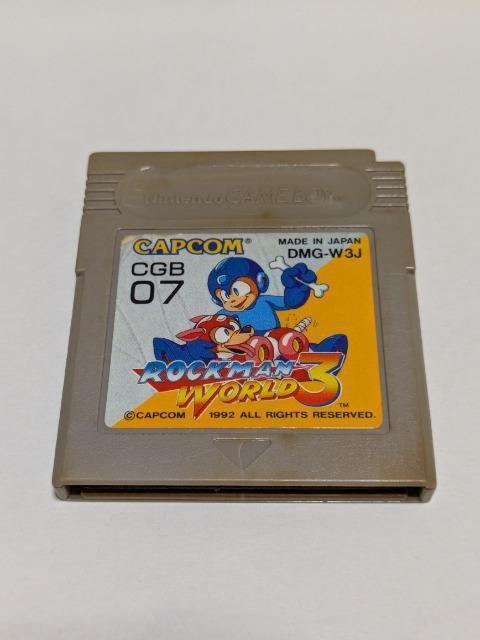 Nintendo GAME BOY
CAPCOM
MADE IN JAPAN
DMG-W3J
CGB
07
ROCKMAN
WORLD 3
TM
©CAPCOM 1992 ALL RIGHTS RESERVED.